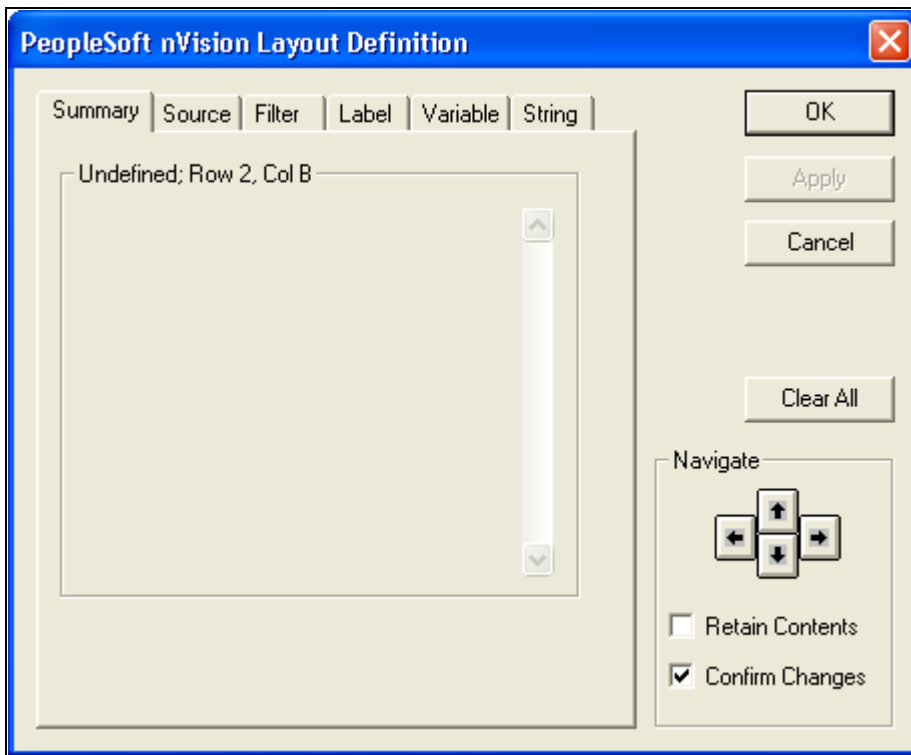 PeopleSoft nVision Layout Definition
Summary Source Filter Label Variable String
OK
Undefined; Row 2, Col B
Apply
Cancel
Clear All
Navigate
Retain Contents
Confirm Changes